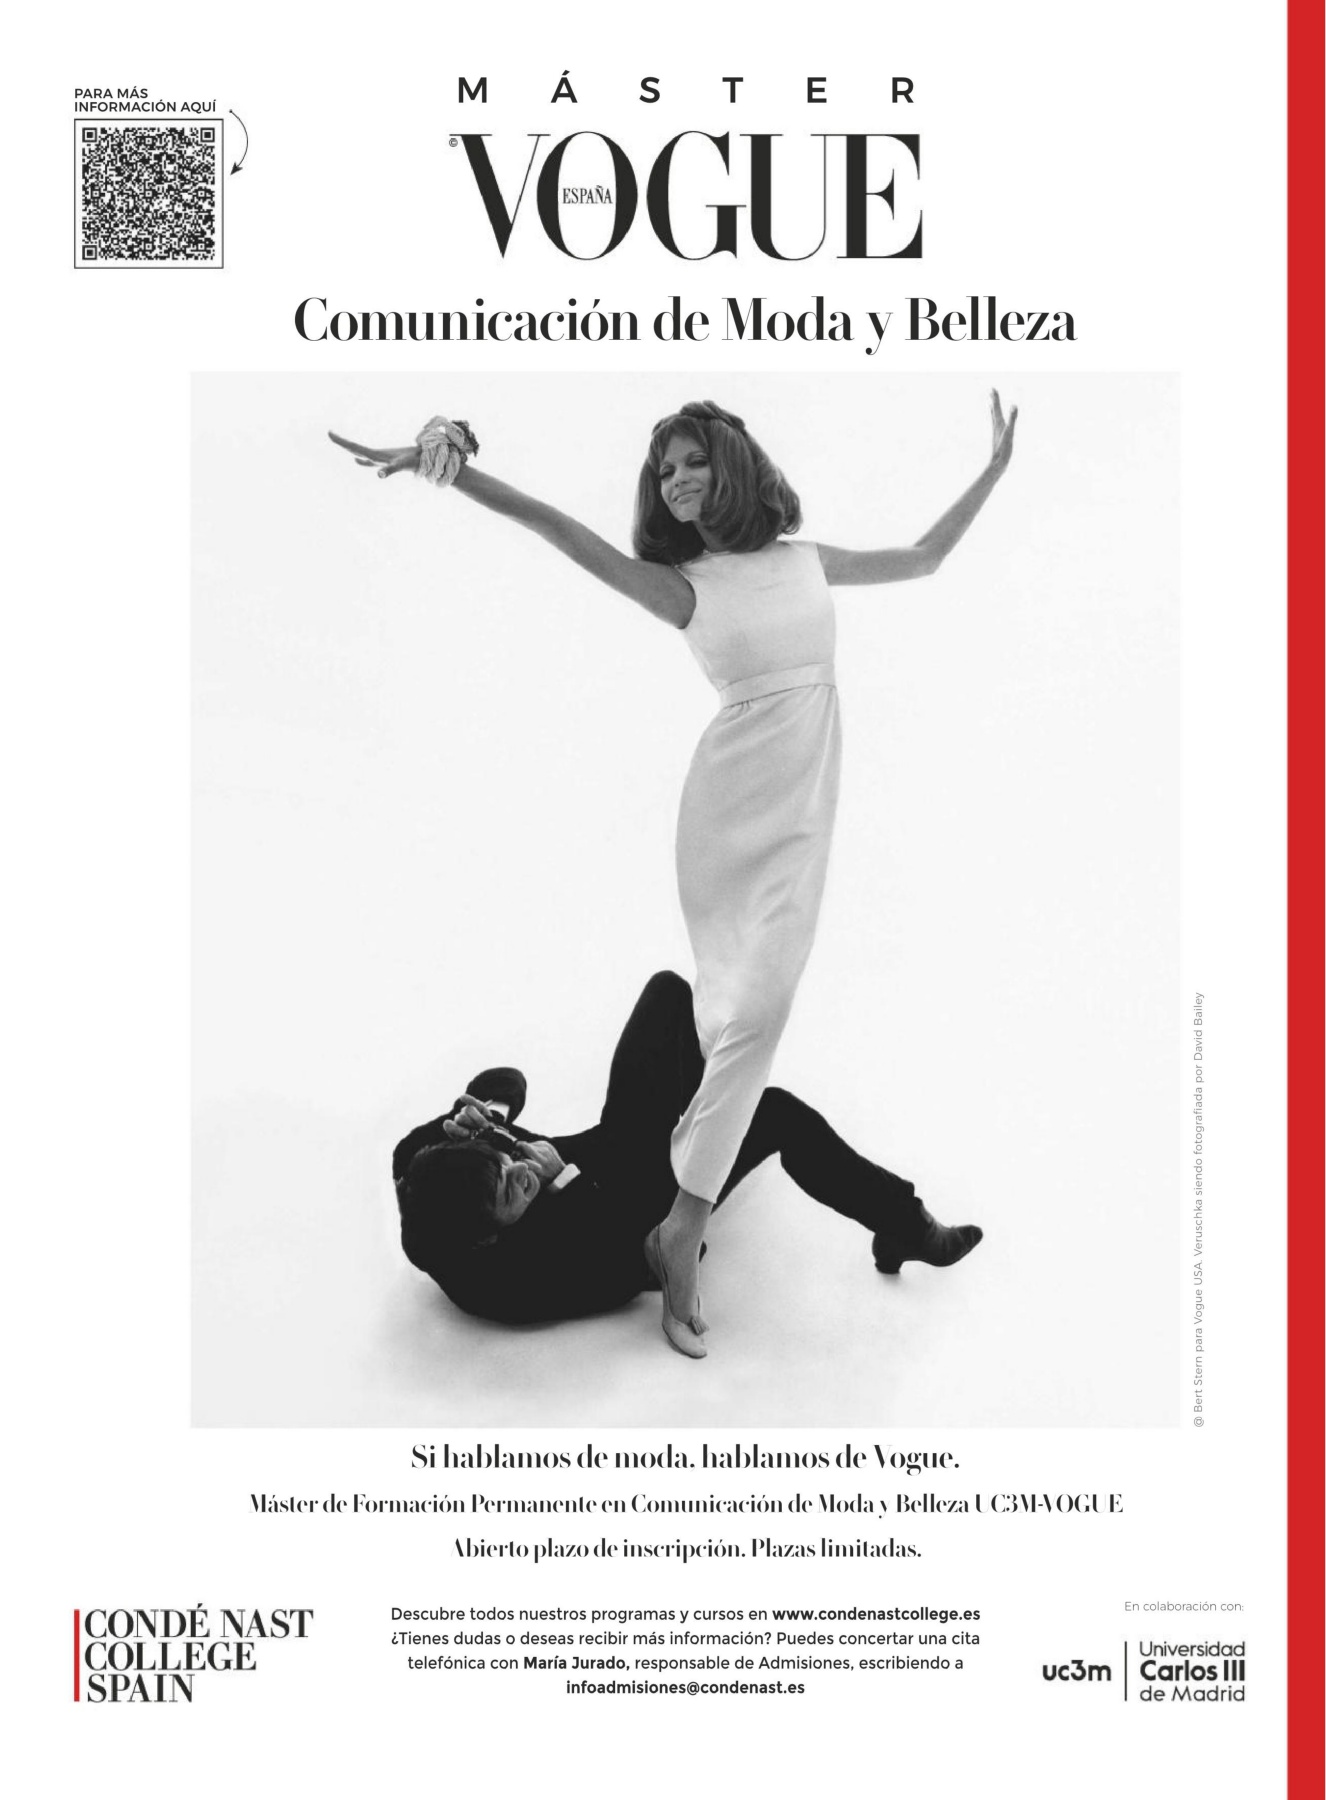 PARA MÁS
INFORMACIÓN AQUÍ
MÁSTER
©
VOGUE
ESPAÑA
Comunicación de Moda y Belleza
@ Bert Stern para Vogue USA. Veruschka siendo fotografiada por David Bailey
Si hablamos de moda, hablamos de Vogue.
Máster de Formación Permanente en Comunicación de Moda y Belleza UC3M-VOGUE
Abierto plazo de inscripción. Plazas limitadas.
CONDÉ NAST
COLLEGE
SPAIN
Descubre todos nuestros programas y cursos en www.condenastcollege.es
¿Tienes dudas o deseas recibir más información? Puedes concertar una cita
telefónica con María Jurado, responsable de Admisiones, escribiendo a
infoadmisiones@condenast.es
En colaboración con:
uc3m
Universidad
Carlos III
de Madrid